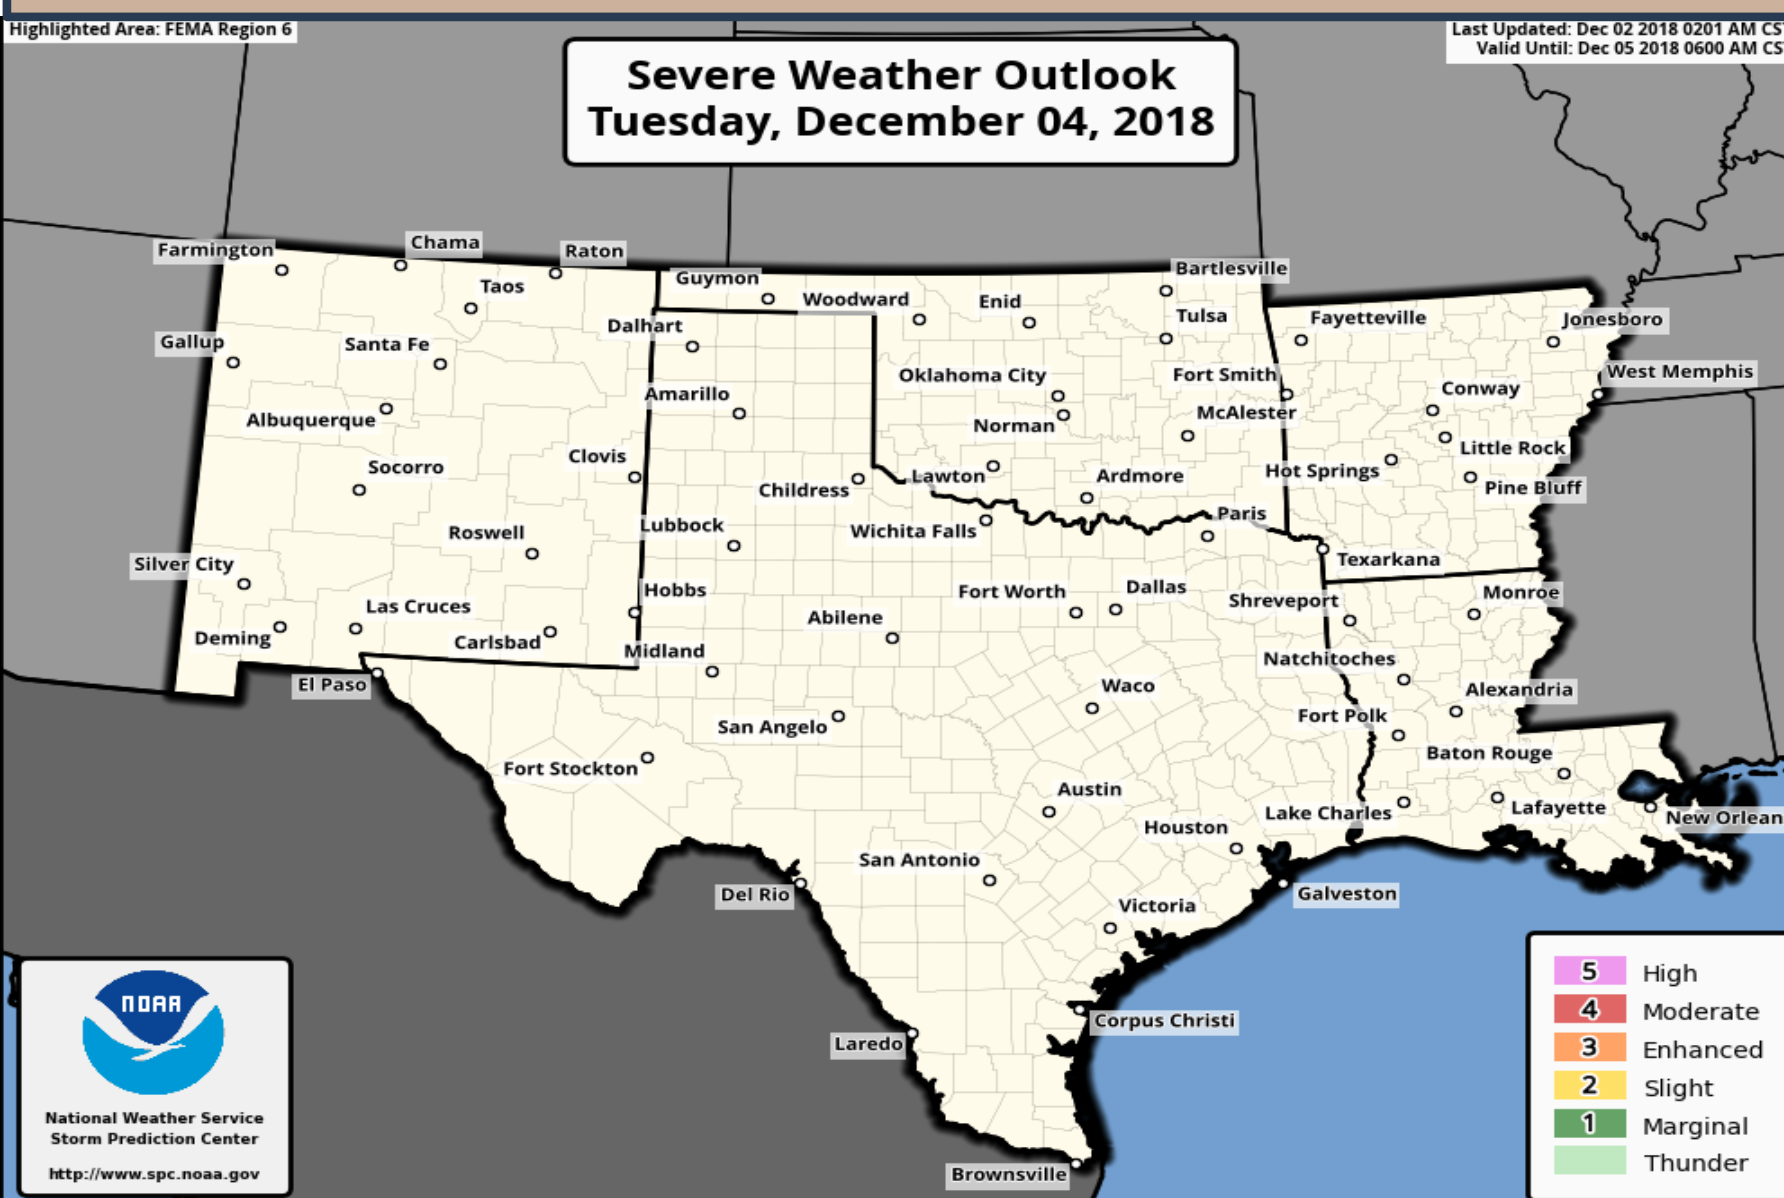 Highlighted Area: FEMA Region 6
Last Updated: Dec 02 2018 0201 AM CS
Valid Until: Dec 05 2018 0600 AM CS
Severe Weather Outlook
Tuesday, December 04, 2018
Farmington
Chama
Raton
Taos
Guymon
Woodward
Enid
Bartlesville
Tulsa
Fayetteville
Jonesboro
Gallup
Santa Fe
Dalhart
Oklahoma City
Fort Smith
West Memphis
Conway
Albuquerque
Amarillo
Norman
McAlester
Little Rock
Socorro
Clovis
Childress
Lawton
Ardmore
Hot Springs
Pine Bluff
Roswell
Lubbock
Wichita Falls
Paris
Texarkana
Silver City
Las Cruces
Hobbs
Fort Worth
Dallas
Shreveport
Monroe
Deming
Carlsbad
Midland
Abilene
Natchitoches
El Paso
Waco
Alexandria
San Angelo
Fort Polk
Fort Stockton
Baton Rouge
Austin
Lake Charles
Lafayette
New Orlean
Houston
San Antonio
Del Rio
Galveston
Victoria
Corpus Christi
Laredo
Brownsville
NOAA
National Weather Service
Storm Prediction Center
http://www.spc.noaa.gov
5 High
4 Moderate
3 Enhanced
2 Slight
1 Marginal
Thunder